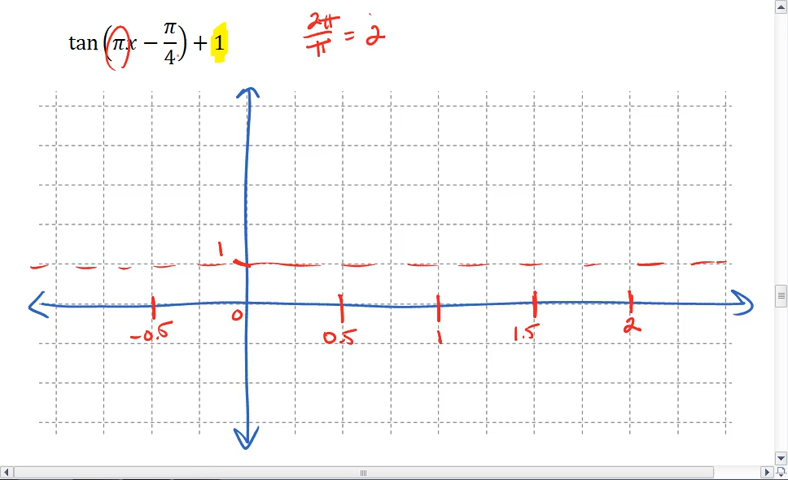 tan(πx − π/4) + 1
2π/π = 2
1
-0.5 0 0.5 1 1.5 2